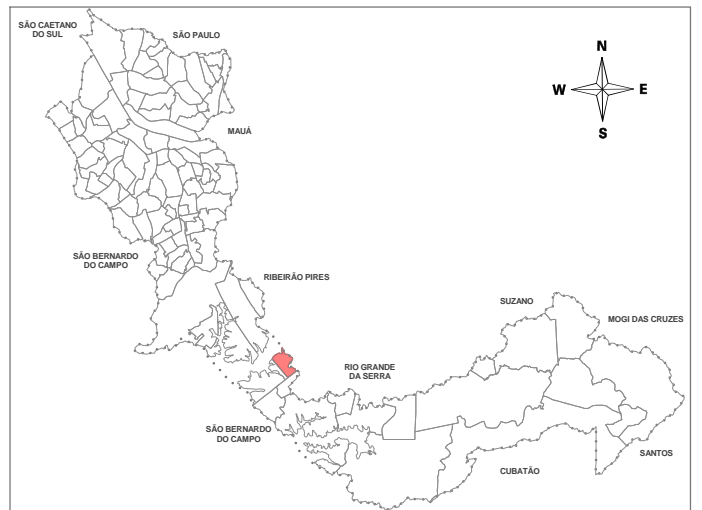 SÃO CAETANO
DO SUL
SÃO PAULO
N
W
E
S
MAUÁ
SÃO BERNARDO
DO CAMPO
RIBEIRÃO PIRES
SUZANO
MOGI DAS CRUZES
RIO GRANDE
DA SERRA
SÃO BERNARDO
DO CAMPO
SANTOS
CUBATÃO